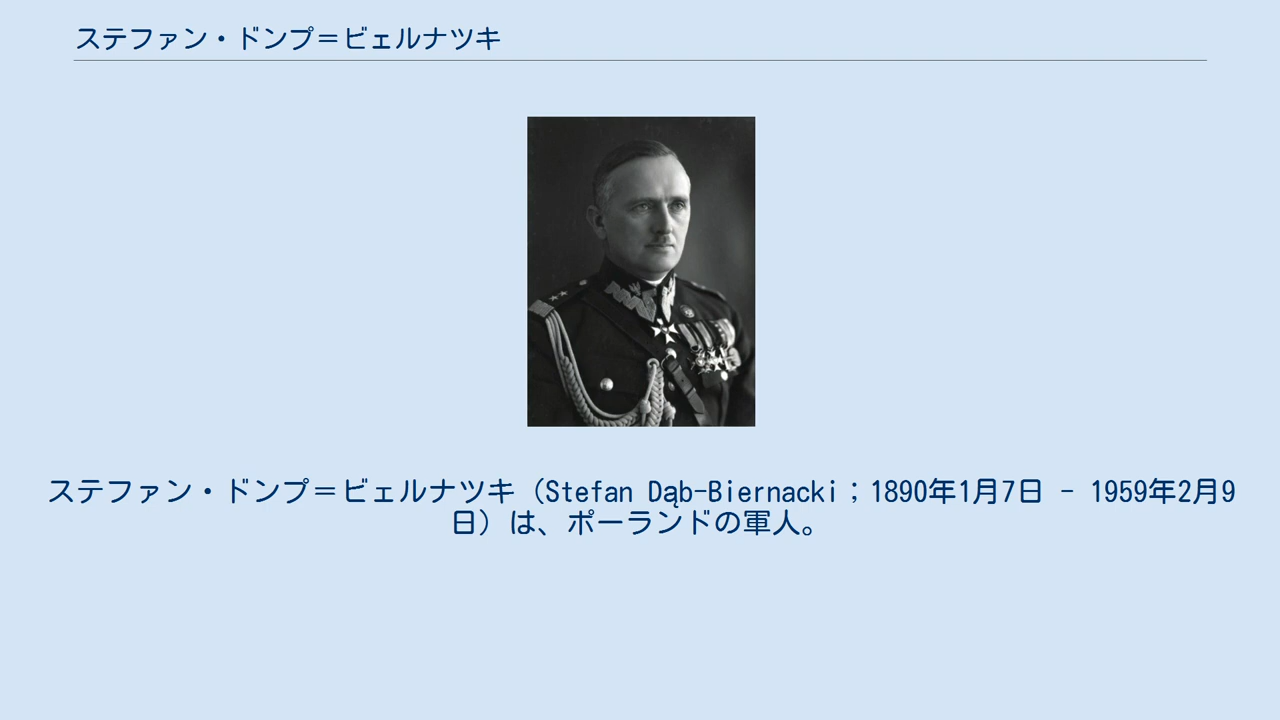 ステファン・ドンプ＝ビェルナツキ
ステファン・ドンプ＝ビェルナツキ（Stefan Dąb-Biernacki；1890年1月7日 - 1959年2月9
日）は、ポーランドの軍人。